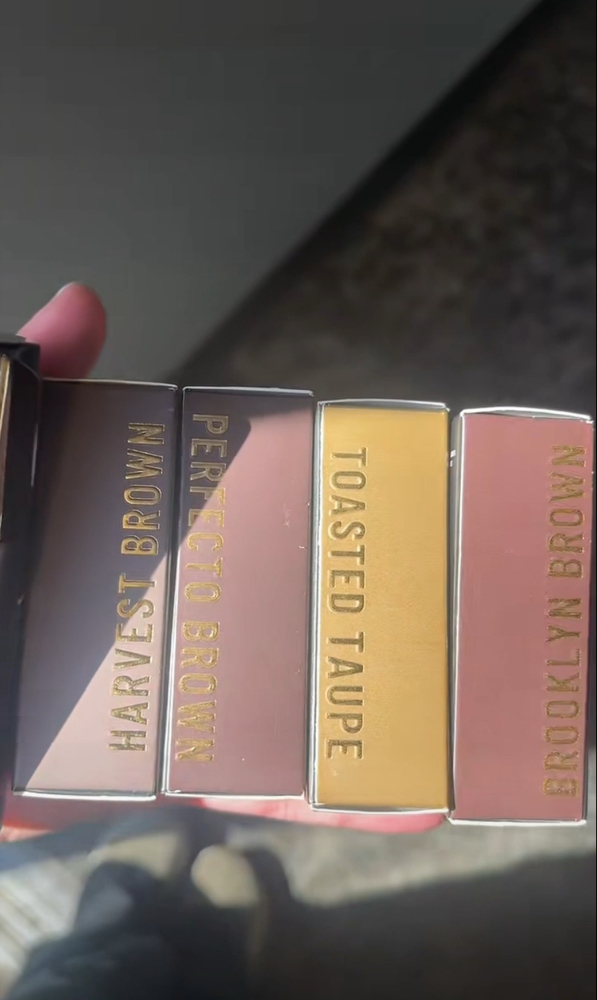 HARVEST BROWN
PERFECTO BROWN
TOASTED TAUPE
BROOKLYN BROWN